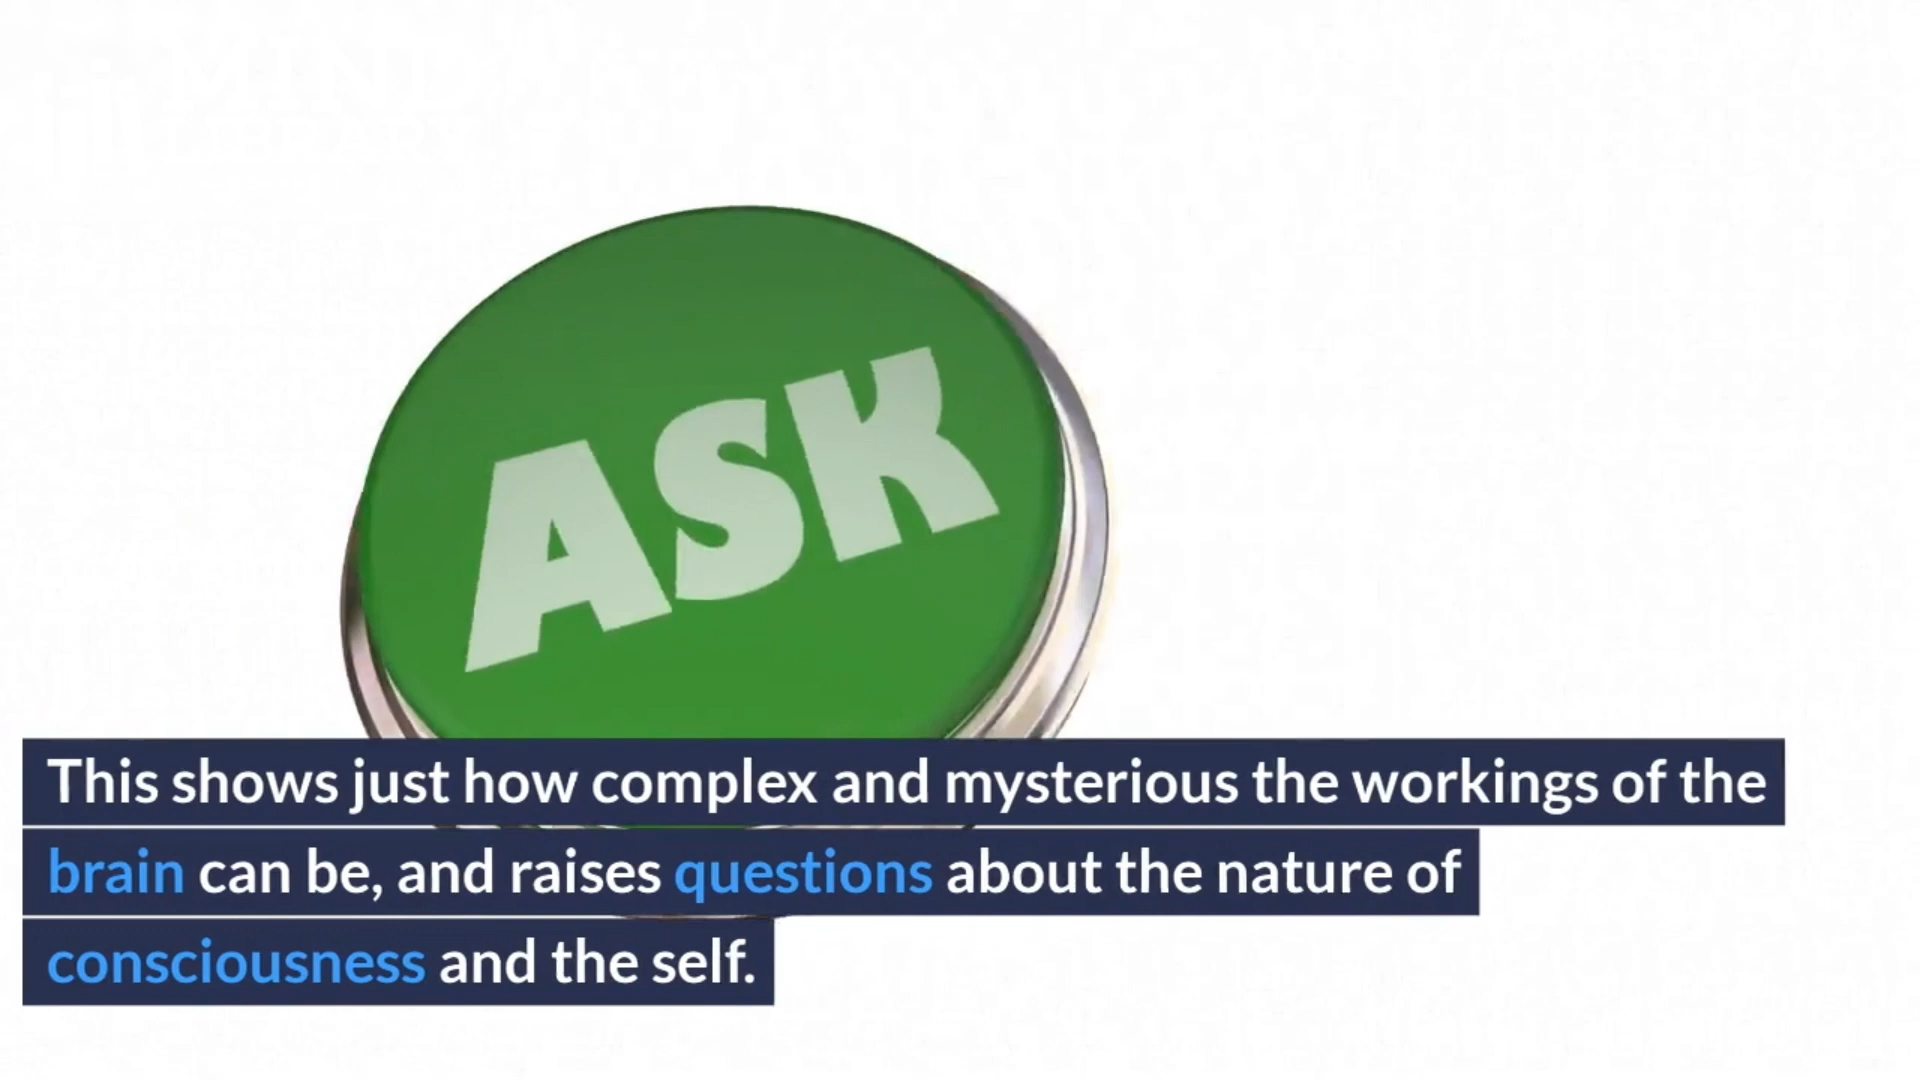 ASK
This shows just how complex and mysterious the workings of the
brain can be, and raises questions about the nature of
consciousness and the self.